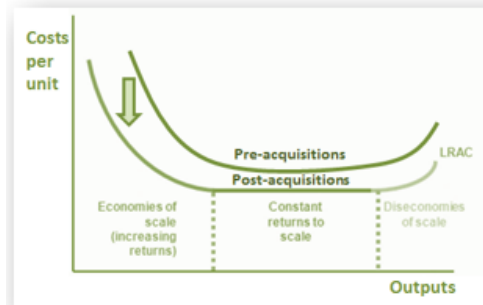 Costs
per
unit
Pre-acquisitions
LRAC
Post-acquisitions
Economies of
scale
(increasing
returns)
Constant
returns to
scale
Diseconomies
of scale
Outputs